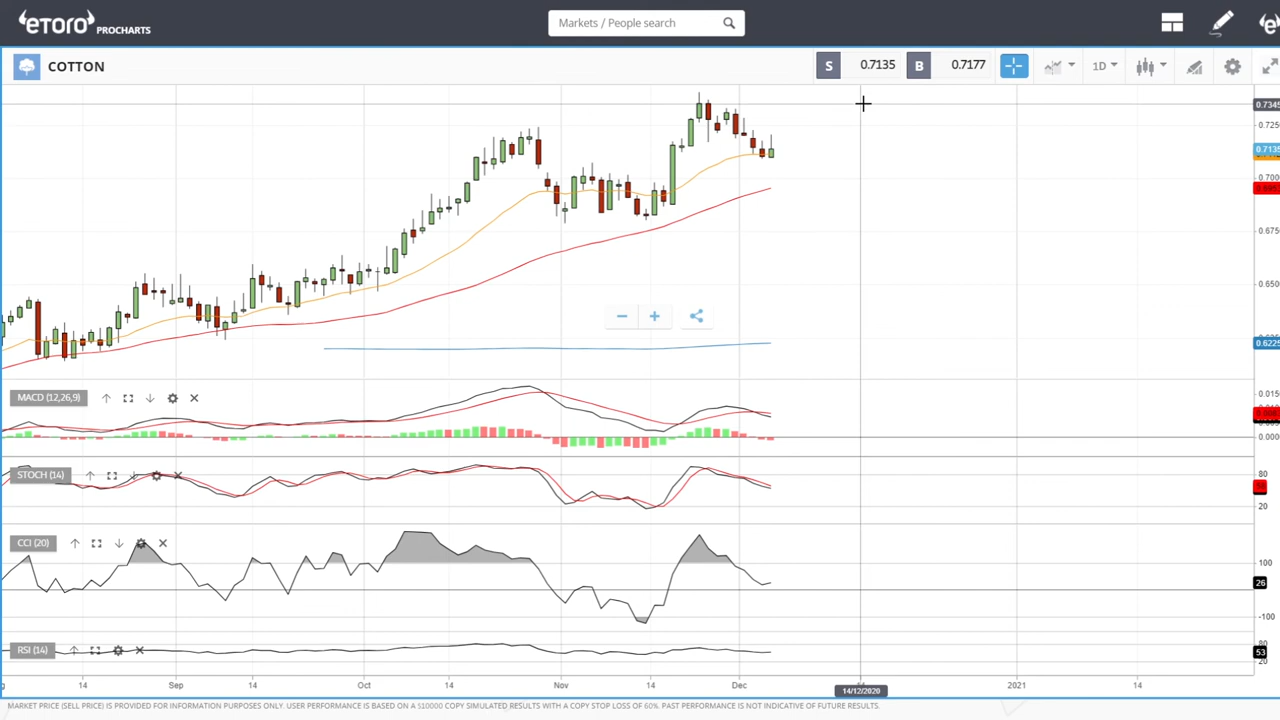 eToro PROCHARTS
Markets / People search
COTTON
S 0.7135 B 0.7177 1D
0.7345
0.725
0.7135
0.700
0.675
0.650
0.6225
MACD (12,26,9)
0.015
0.000
STOCH (14)
80
20
CCI (20)
100
26
-100
RSI (14)
80
53
20
14 Sep 14 Oct 14 Nov 14 Dec 2021 14
14/12/2020
MARKET PRICE (SELL PRICE) IS PROVIDED FOR INFORMATION PURPOSES ONLY. USER PERFORMANCE IS BASED ON A $10000 COPY SIMULATED RESULTS WITH A COPY STOP LOSS OF 60%. PAST PERFORMANCE IS NOT INDICATIVE OF FUTURE RESULTS.